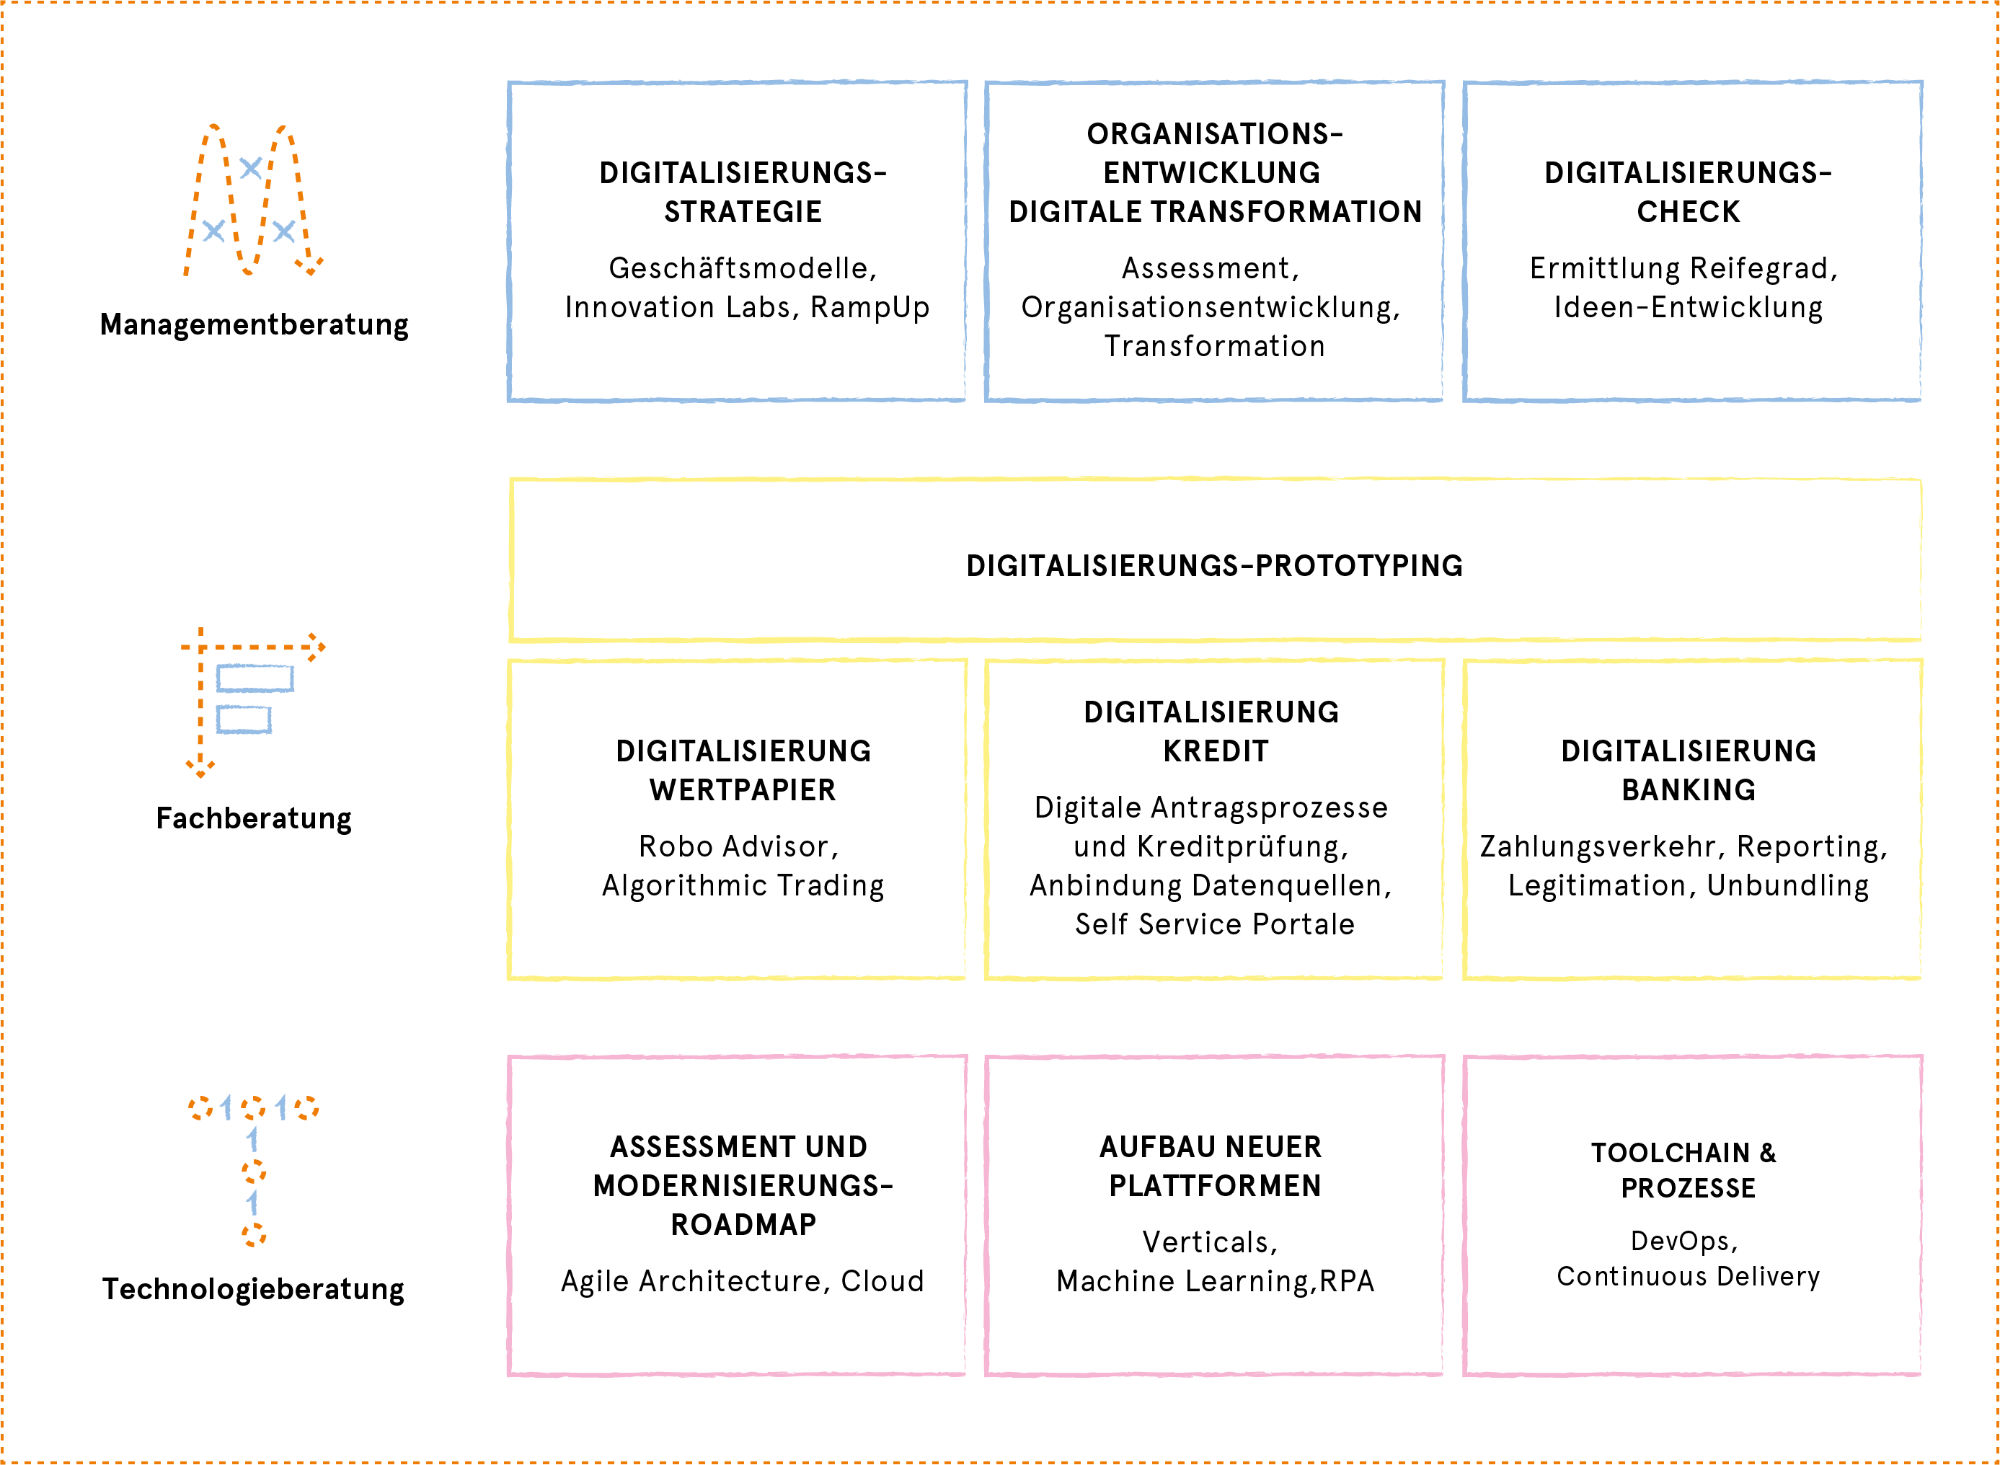 Managementberatung
DIGITALISIERUNGS-
STRATEGIE
Geschäftsmodelle,
Innovation Labs, RampUp
ORGANISATIONS-
ENTWICKLUNG
DIGITALE TRANSFORMATION
Assessment,
Organisationsentwicklung,
Transformation
DIGITALISIERUNGS-
CHECK
Ermittlung Reifegrad,
Ideen-Entwicklung
Fachberatung
DIGITALISIERUNGS-PROTOTYPING
DIGITALISIERUNG
WERTPAPIER
Robo Advisor,
Algorithmic Trading
DIGITALISIERUNG
KREDIT
Digitale Antragsprozesse
und Kreditprüfung,
Anbindung Datenquellen,
Self Service Portale
DIGITALISIERUNG
BANKING
Zahlungsverkehr, Reporting,
Legitimation, Unbundling
01010
1
0
1
0
Technologieberatung
ASSESSMENT UND
MODERNISIERUNGS-
ROADMAP
Agile Architecture, Cloud
AUFBAU NEUER
PLATTFORMEN
Verticals,
Machine Learning,RPA
TOOLCHAIN &
PROZESSE
DevOps,
Continuous Delivery